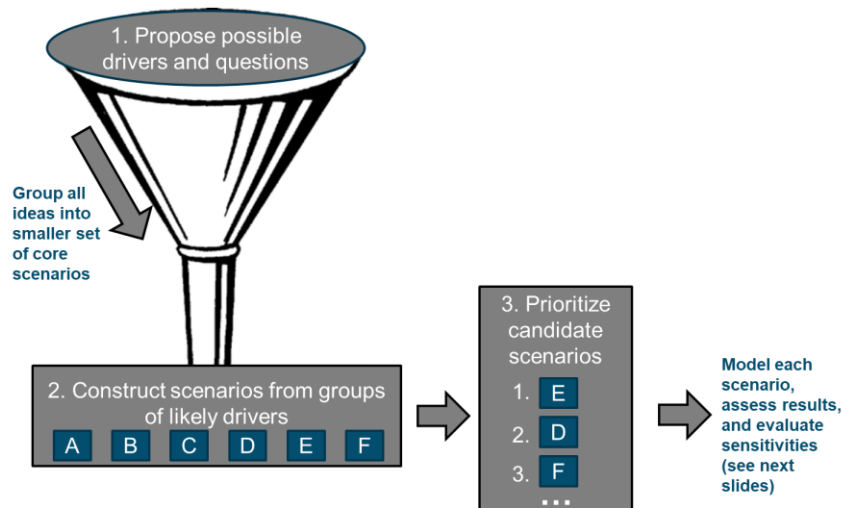 1. Propose possible
drivers and questions
Group all
ideas into
smaller set
of core
scenarios
2. Construct scenarios from groups
of likely drivers
A B C D E F
3. Prioritize
candidate
scenarios
1. E
2. D
3. F
...
Model each
scenario,
assess results,
and evaluate
sensitivities
(see next
slides)